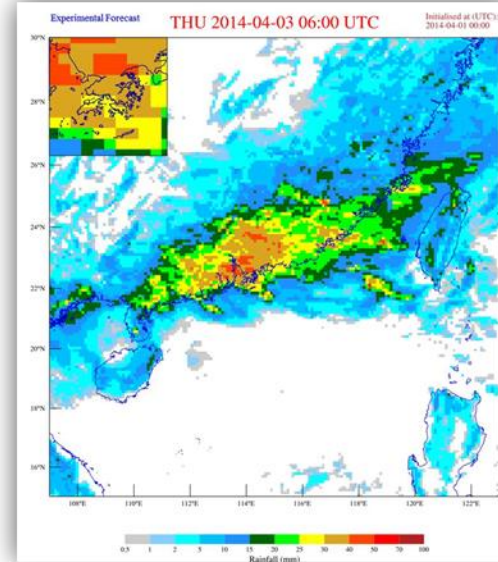 Experimental Forecast
THU 2014-04-03 06:00 UTC
Initialised at (UTC):
2014-04-01 00:00
30°N
28°N
26°N
24°N
22°N
20°N
18°N
16°N
108°E 110°E 112°E 114°E 116°E 118°E 120°E 122°E
0.5 1 2 5 10 15 20 25 30 40 50 70 100
Rainfall (mm)